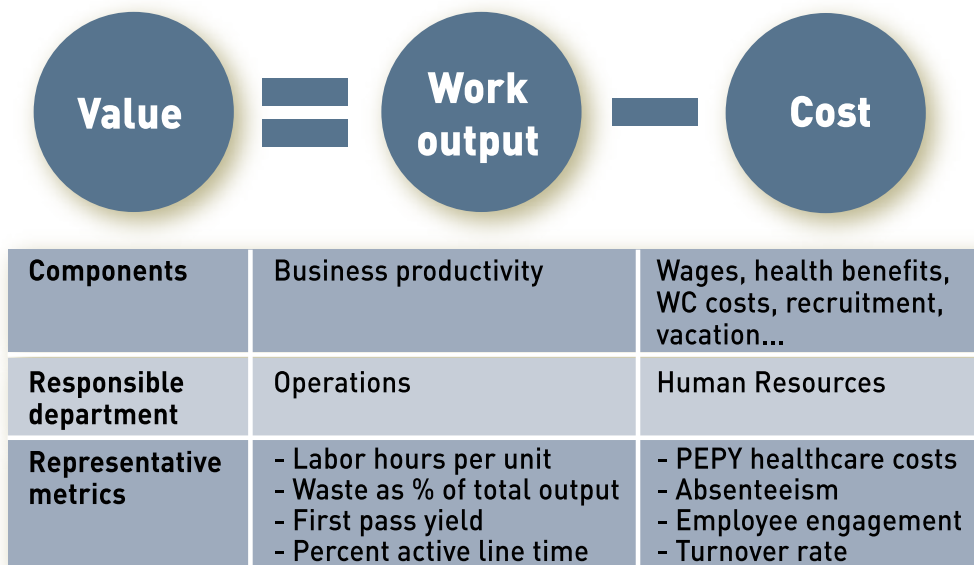 Value
Work
output
Cost
Components
Business productivity
Wages, health benefits,
WC costs, recruitment,
vacation...
Responsible
department
Operations
Human Resources
Representative
metrics
- Labor hours per unit
- Waste as % of total output
- First pass yield
- Percent active line time
- PEPY healthcare costs
- Absenteeism
- Employee engagement
- Turnover rate